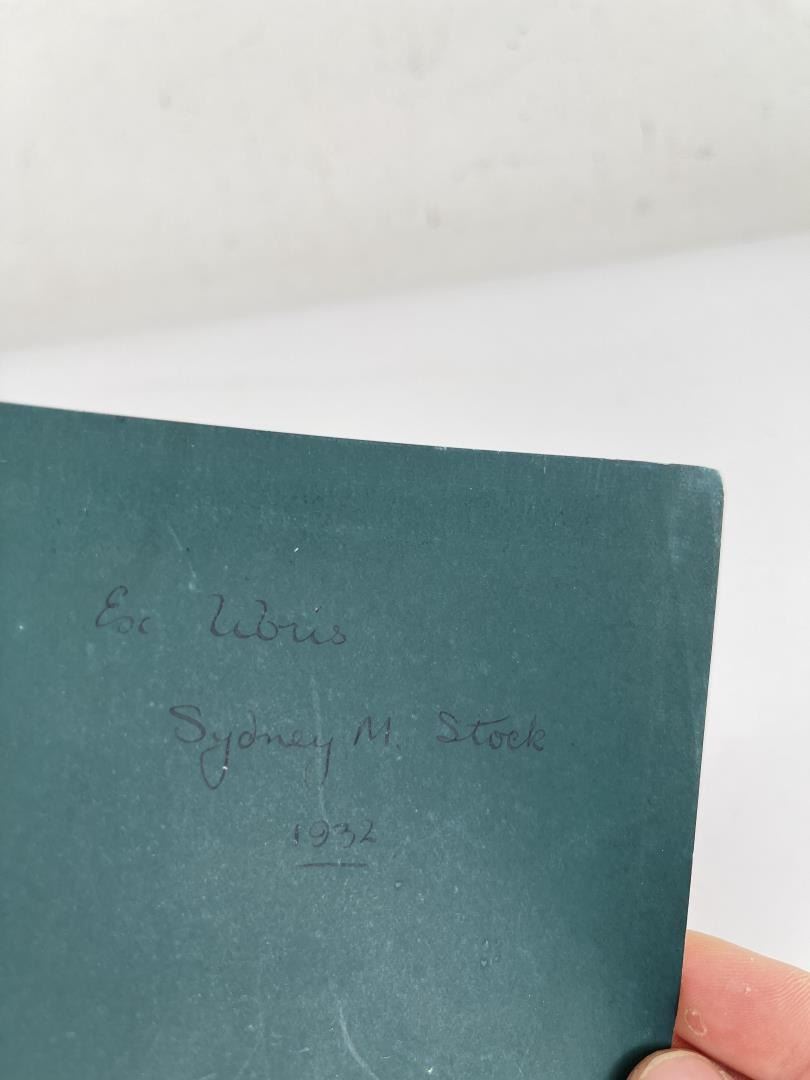 Ex Libris
Sydney M. Stock
1932